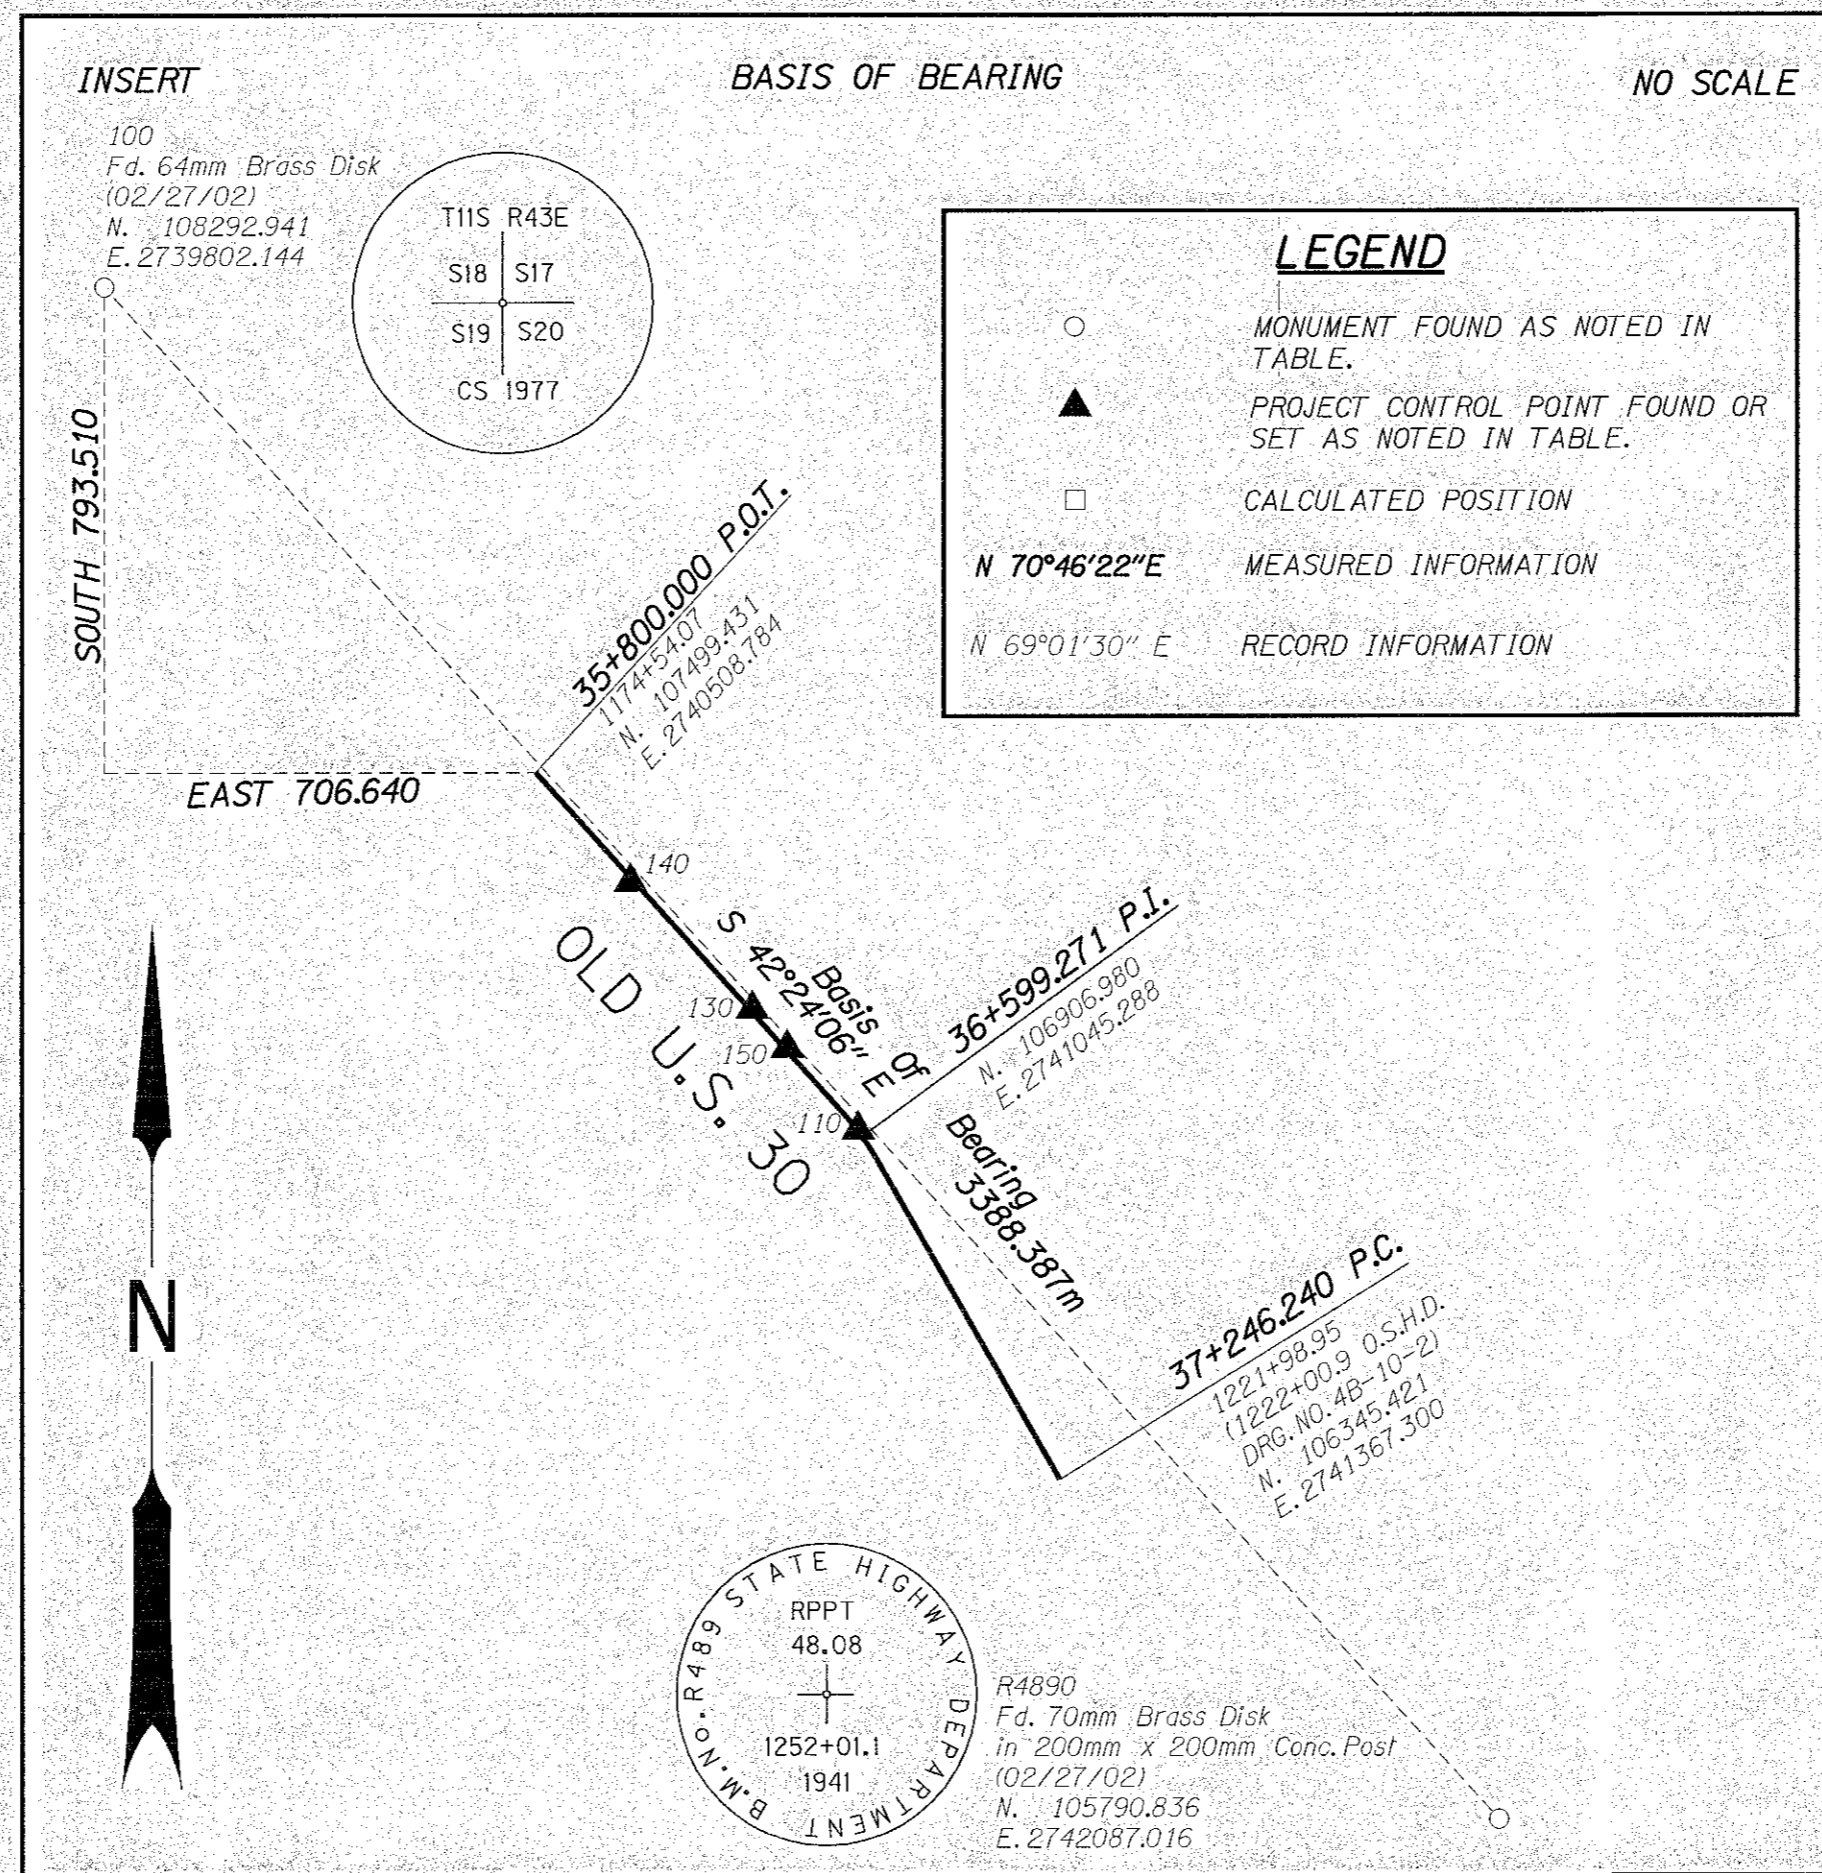 INSERT
BASIS OF BEARING
NO SCALE
100
Fd. 64mm Brass Disk
(02/27/02)
N. 108292.941
E. 2739802.144
T11S R43E
S18 S17
S19 S20
CS 1977
LEGEND
MONUMENT FOUND AS NOTED IN
TABLE.
PROJECT CONTROL POINT FOUND OR
SET AS NOTED IN TABLE.
CALCULATED POSITION
N 70°46'22"E MEASURED INFORMATION
N 69°01'30" E RECORD INFORMATION
SOUTH 793.510
EAST 706.640
35+800.000 P.O.T.
1174+54.07
N. 107499.431
E. 2740508.784
140
130
150
110
OLD U.S. 30
S 42°24'06" E
Basis Of Bearing
3388.387m
36+599.271 P.I.
N. 106906.980
E. 2741045.288
37+246.240 P.C.
1221+98.95
(1222+00.9 O.S.H.D.
DRG. NO. 4B-10-2)
N. 106345.421
E. 2741367.300
N
B.M.No.R489 STATE HIGHWAY DEPARTMENT
RPPT
48.08
1252+01.1
1941
R4890
Fd. 70mm Brass Disk
in 200mm x 200mm Conc. Post
(02/27/02)
N. 105790.836
E. 2742087.016